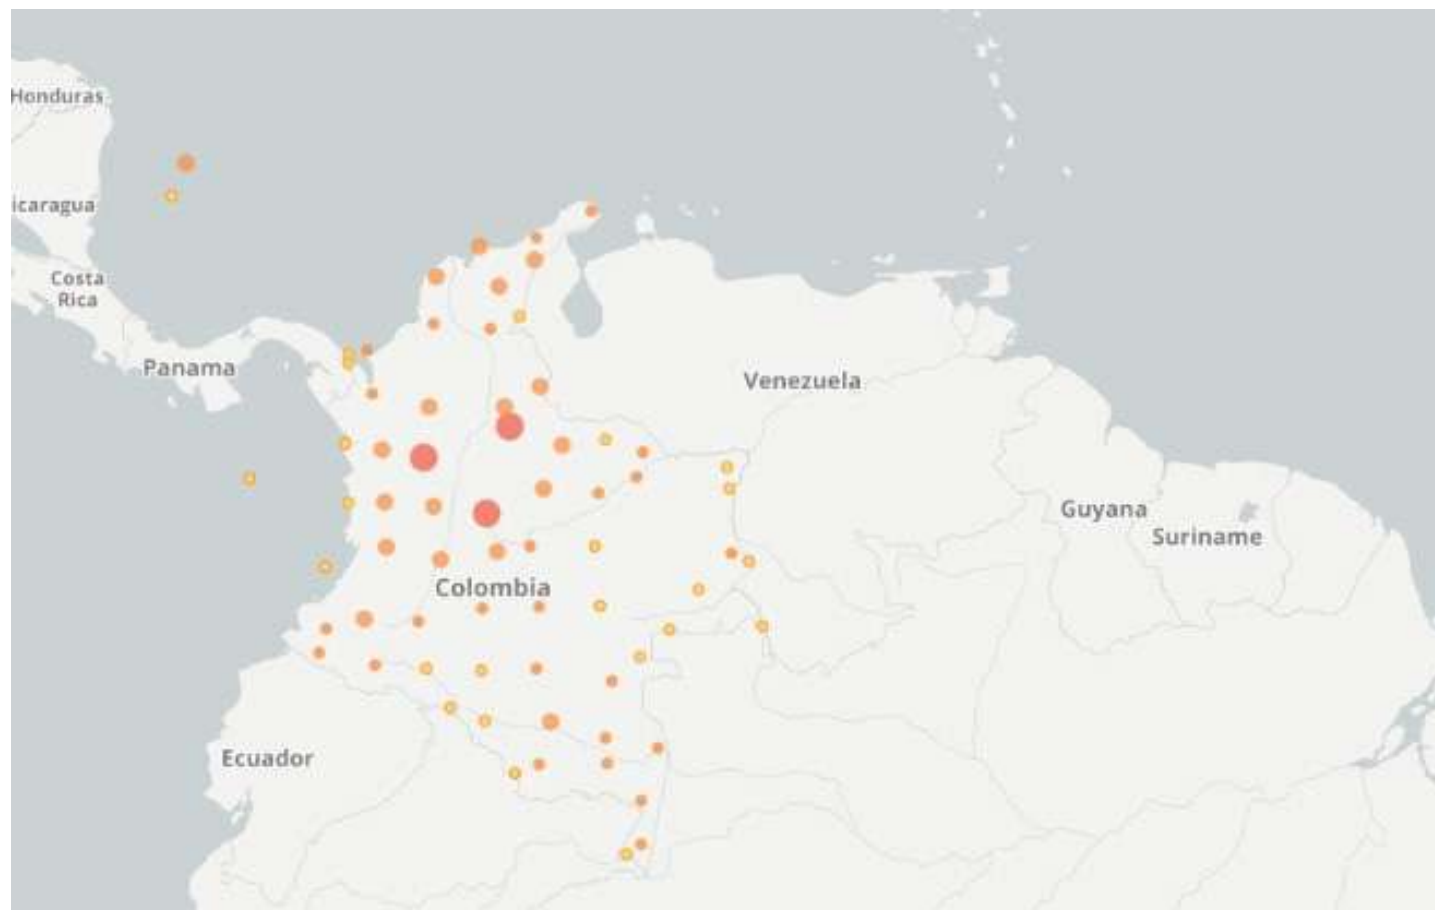 Honduras
icaragua
Costa
Rica
Panama
Venezuela
Guyana
Suriname
Colombia
Ecuador